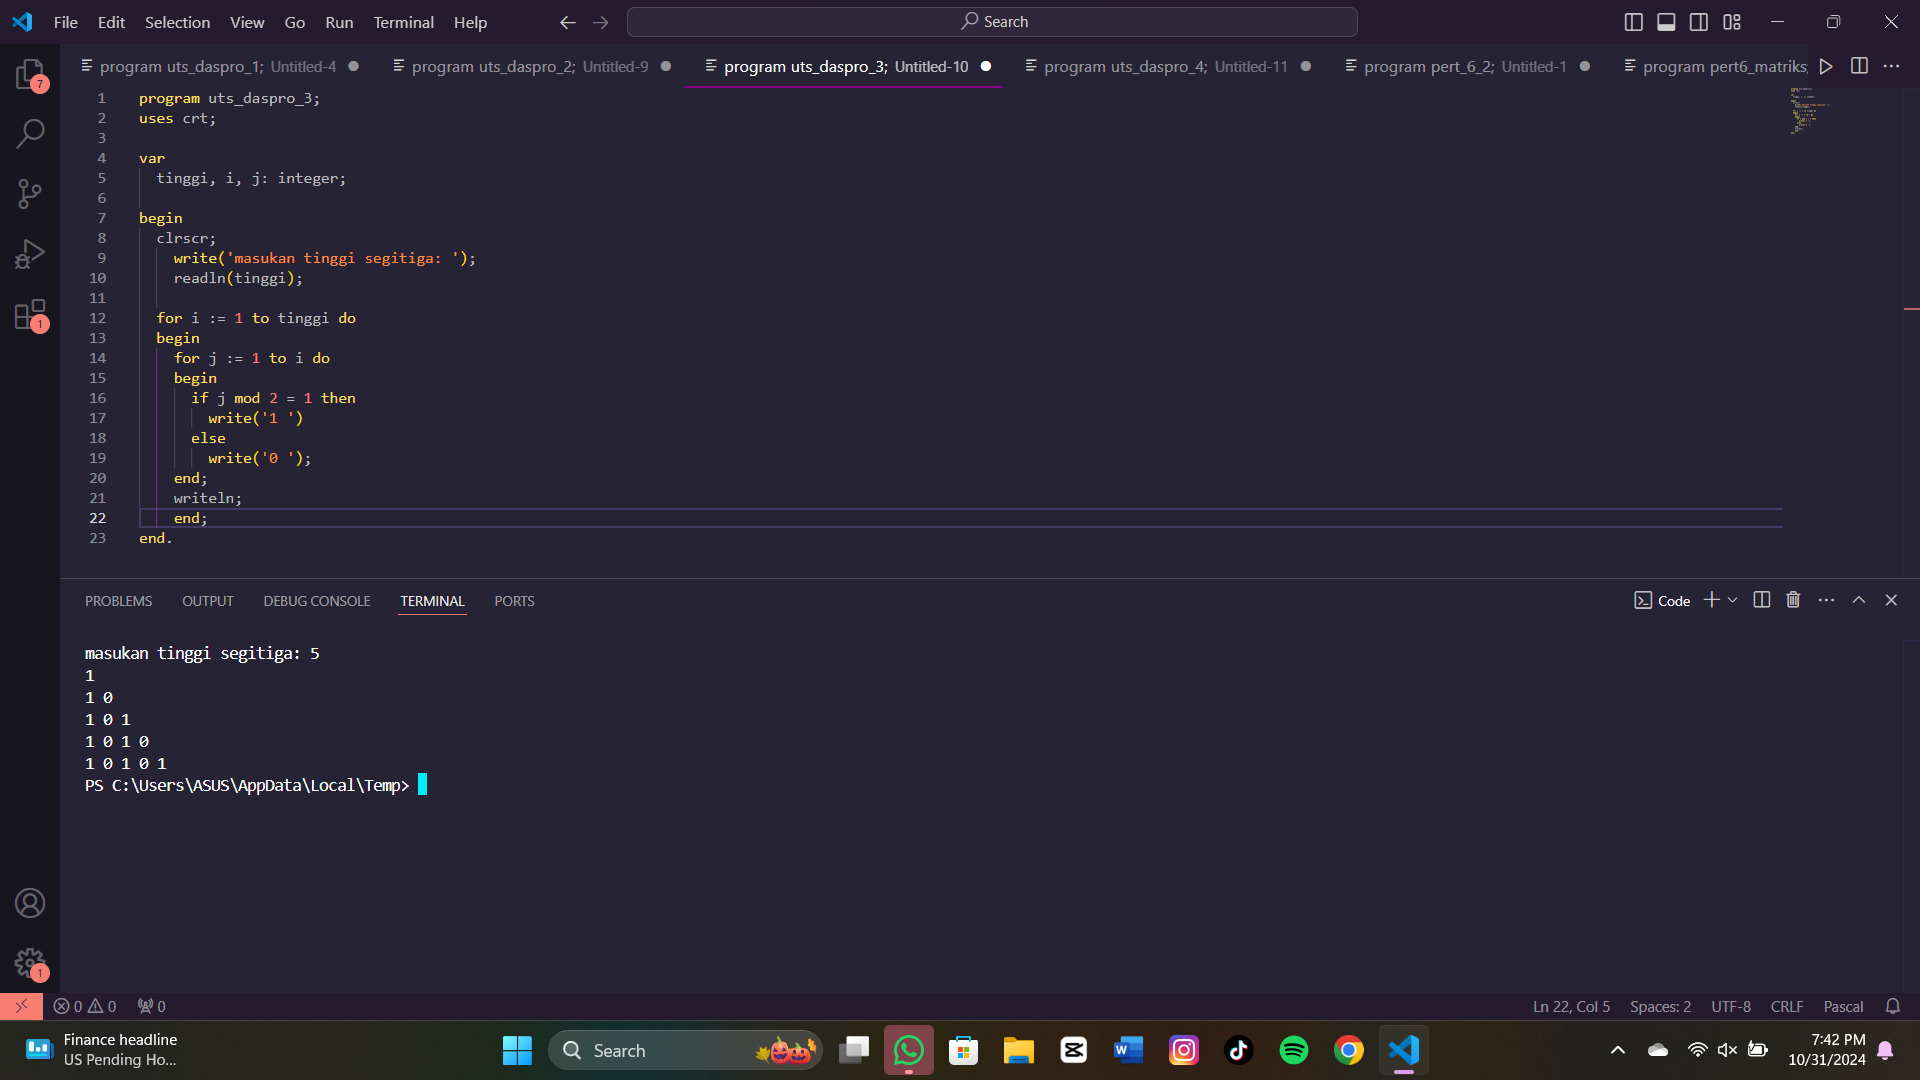 File Edit Selection View Go Run Terminal Help
Search
program uts_daspro_1; Untitled-4
program uts_daspro_2; Untitled-9
program uts_daspro_3; Untitled-10
program uts_daspro_4; Untitled-11
program pert_6_2; Untitled-1
program pert6_matriks;
7
1
1
1 program uts_daspro_3;
2 uses crt;
3
4 var
5 tinggi, i, j: integer;
6
7 begin
8 clrscr;
9 write('masukan tinggi segitiga: ');
10 readln(tinggi);
11
12 for i := 1 to tinggi do
13 begin
14 for j := 1 to i do
15 begin
16 if j mod 2 = 1 then
17 write('1 ')
18 else
19 write('0 ');
20 end;
21 writeln;
22 end;
23 end.
PROBLEMS OUTPUT DEBUG CONSOLE TERMINAL PORTS
Code
masukan tinggi segitiga: 5
1
1 0
1 0 1
1 0 1 0
1 0 1 0 1
PS C:\Users\ASUS\AppData\Local\Temp>
0 0 0
Ln 22, Col 5 Spaces: 2 UTF-8 CRLF Pascal
Finance headline
US Pending Ho...
Search
7:42 PM
10/31/2024